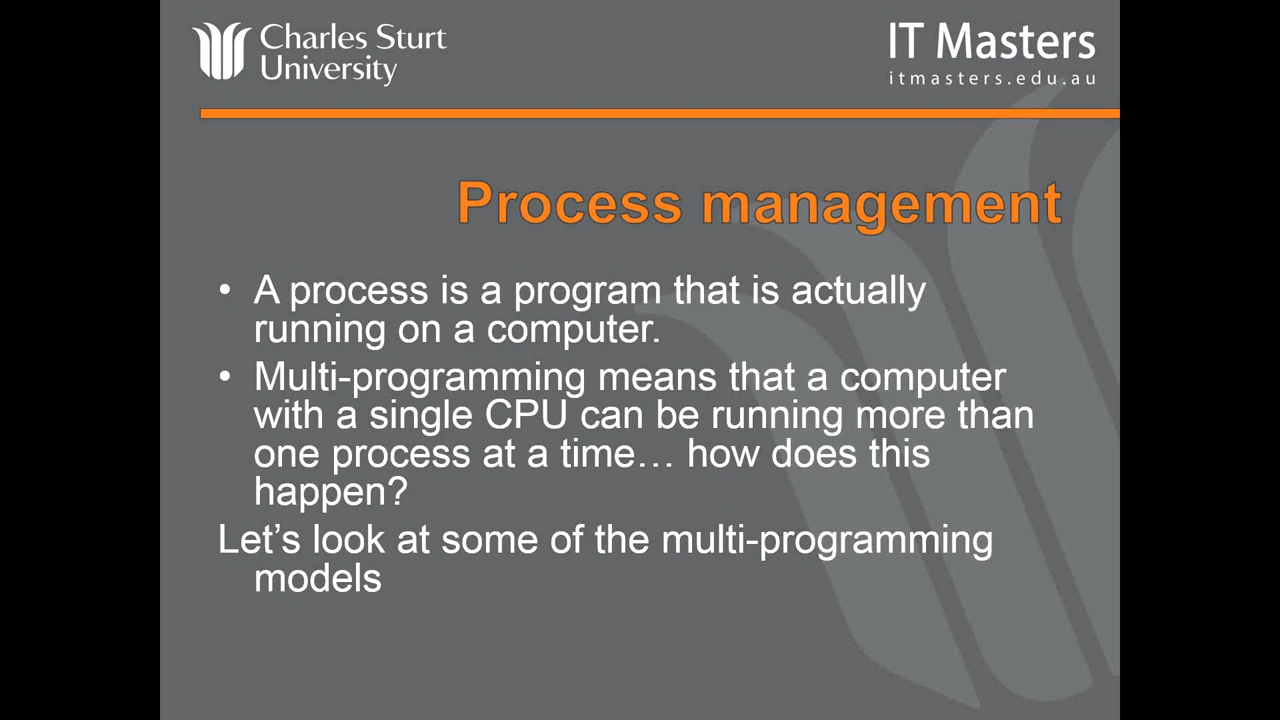 Charles Sturt
University
IT Masters
itmasters.edu.au
Process management
• A process is a program that is actually
running on a computer.
• Multi-programming means that a computer
with a single CPU can be running more than
one process at a time… how does this
happen?
Let’s look at some of the multi-programming
models